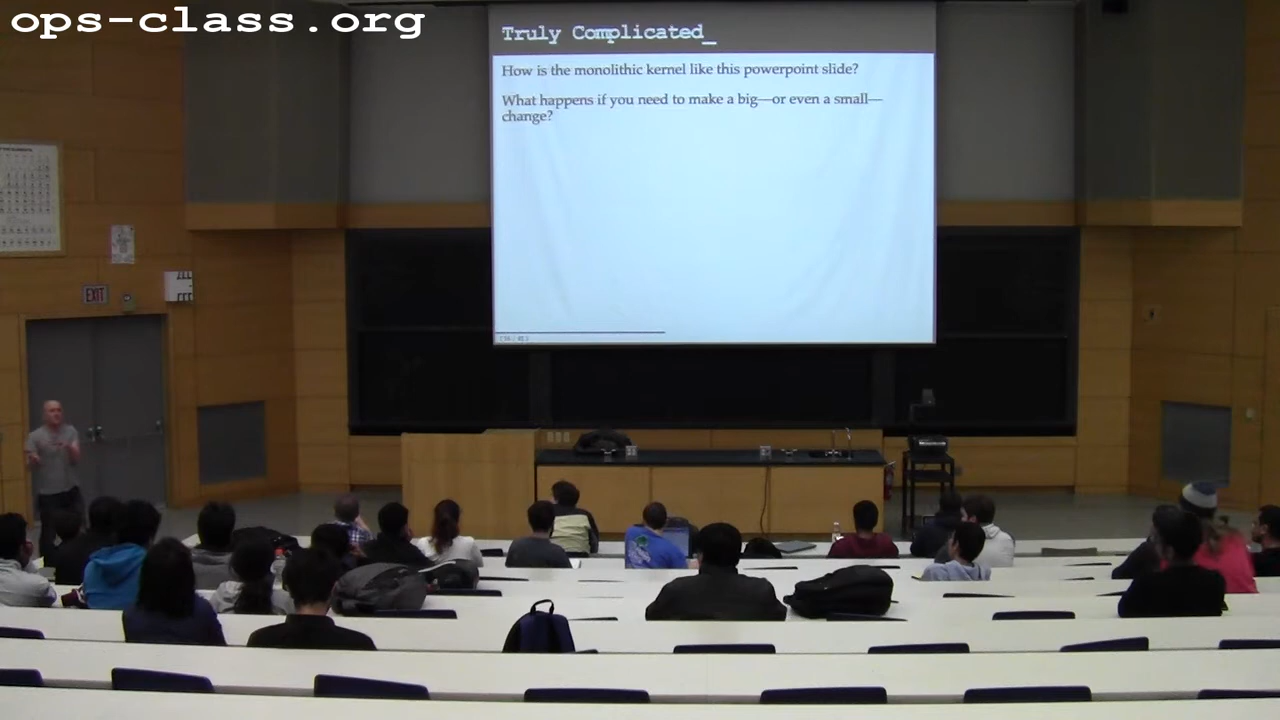 ops-class.org
Truly Complicated_
How is the monolithic kernel like this powerpoint slide?
What happens if you need to make a big—or even a small—
change?
EXIT